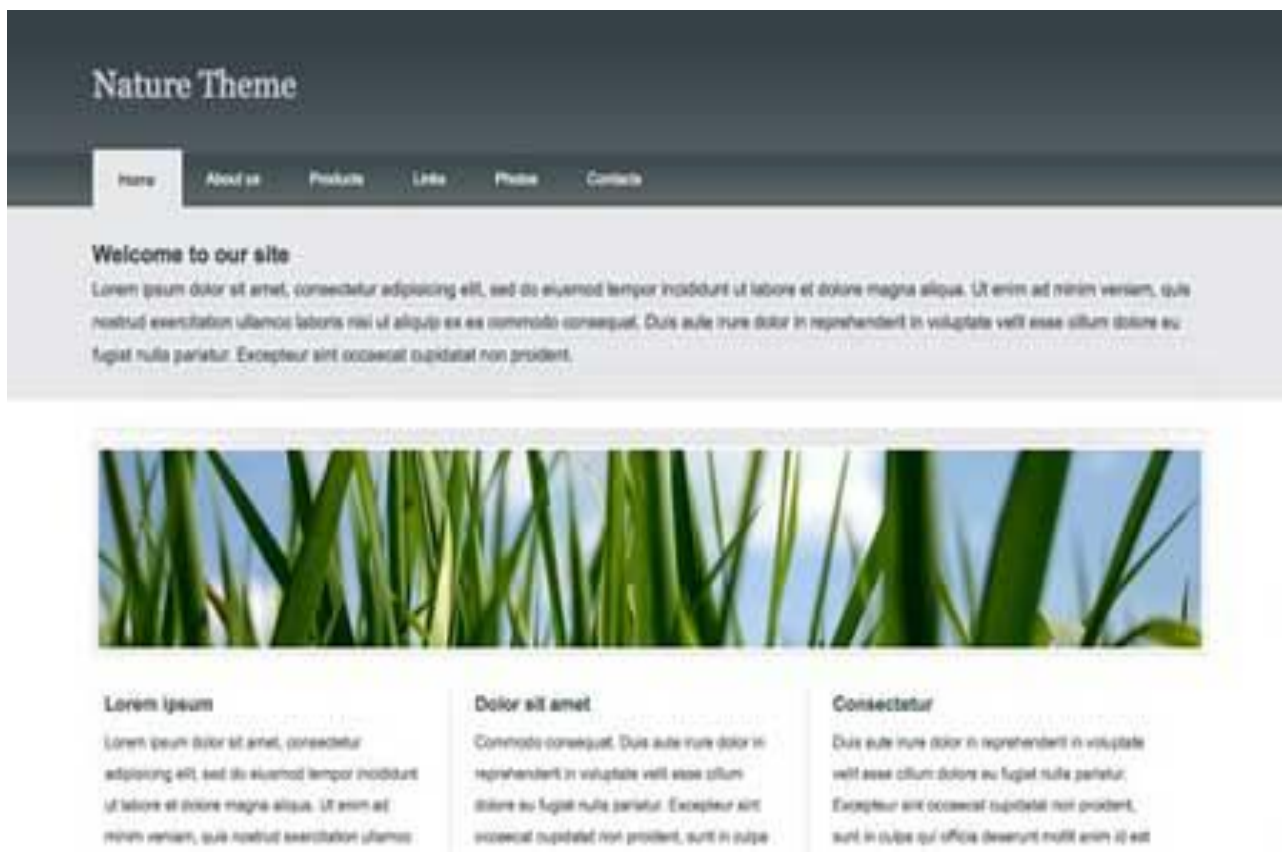 Nature Theme
Home About us Products Links Photos Contacts
Welcome to our site
Lorem ipsum dolor sit amet, consectetur adipisicing elit, sed do eiusmod tempor incididunt ut labore et dolore magna aliqua. Ut enim ad minim veniam, quis
nostrud exercitation ullamco laboris nisi ut aliquip ex ea commodo consequat. Duis aute irure dolor in reprehenderit in voluptate velit esse cillum dolore eu
fugiat nulla pariatur. Excepteur sint occaecat cupidatat non proident.
Lorem ipsum
Lorem ipsum dolor sit amet, consectetur
adipisicing elit, sed do eiusmod tempor incididunt
ut labore et dolore magna aliqua. Ut enim ad
minim veniam, quis nostrud exercitation ullamco
Dolor sit amet
Commodo consequat. Duis aute irure dolor in
reprehenderit in voluptate velit esse cillum
dolore eu fugiat nulla pariatur. Excepteur sint
occaecat cupidatat non proident, sunt in culpa
Consectetur
Duis aute irure dolor in reprehenderit in voluptate
velit esse cillum dolore eu fugiat nulla pariatur.
Excepteur sint occaecat cupidatat non proident,
sunt in culpa qui officia deserunt mollit anim id est